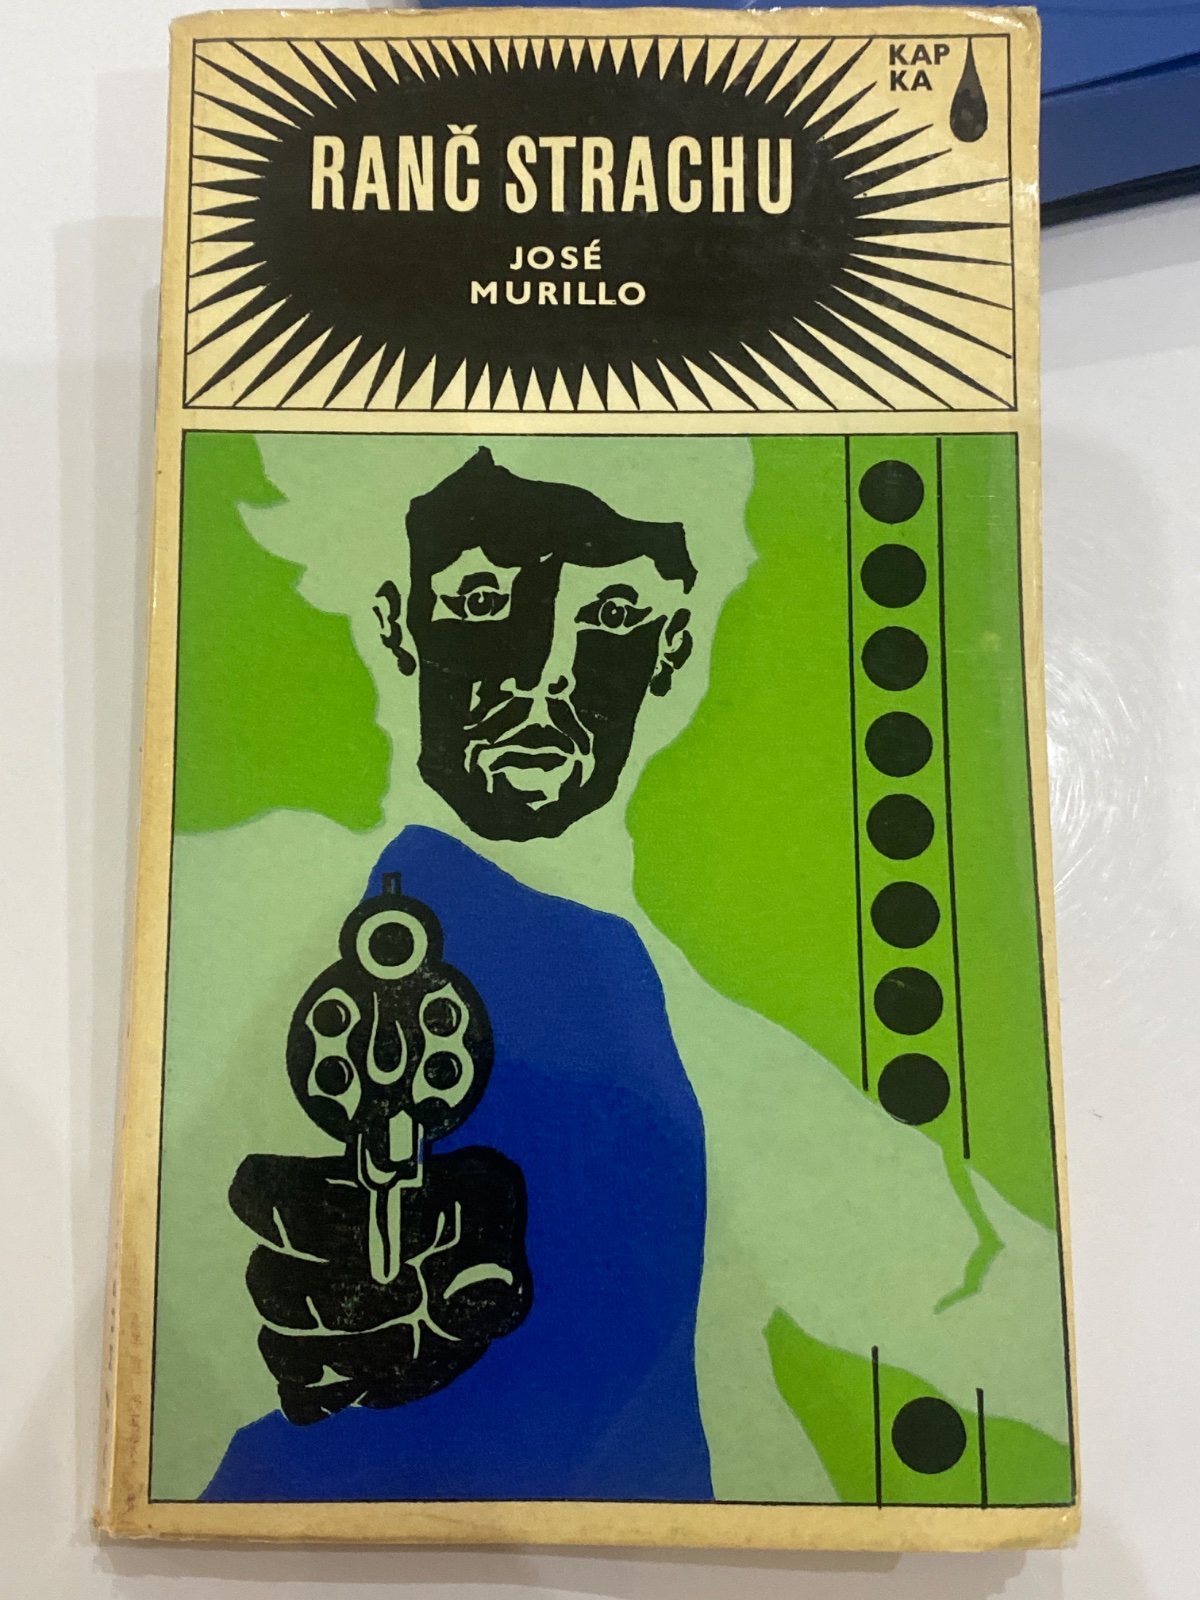 KAP
KA
RANČ STRACHU
JOSÉ
MURILLO